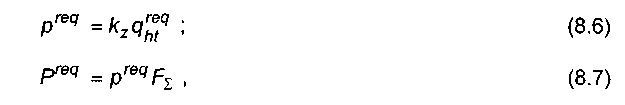 p^req = k_z q_ht^req ; (8.6)
P^req = p^req F_Σ , (8.7)